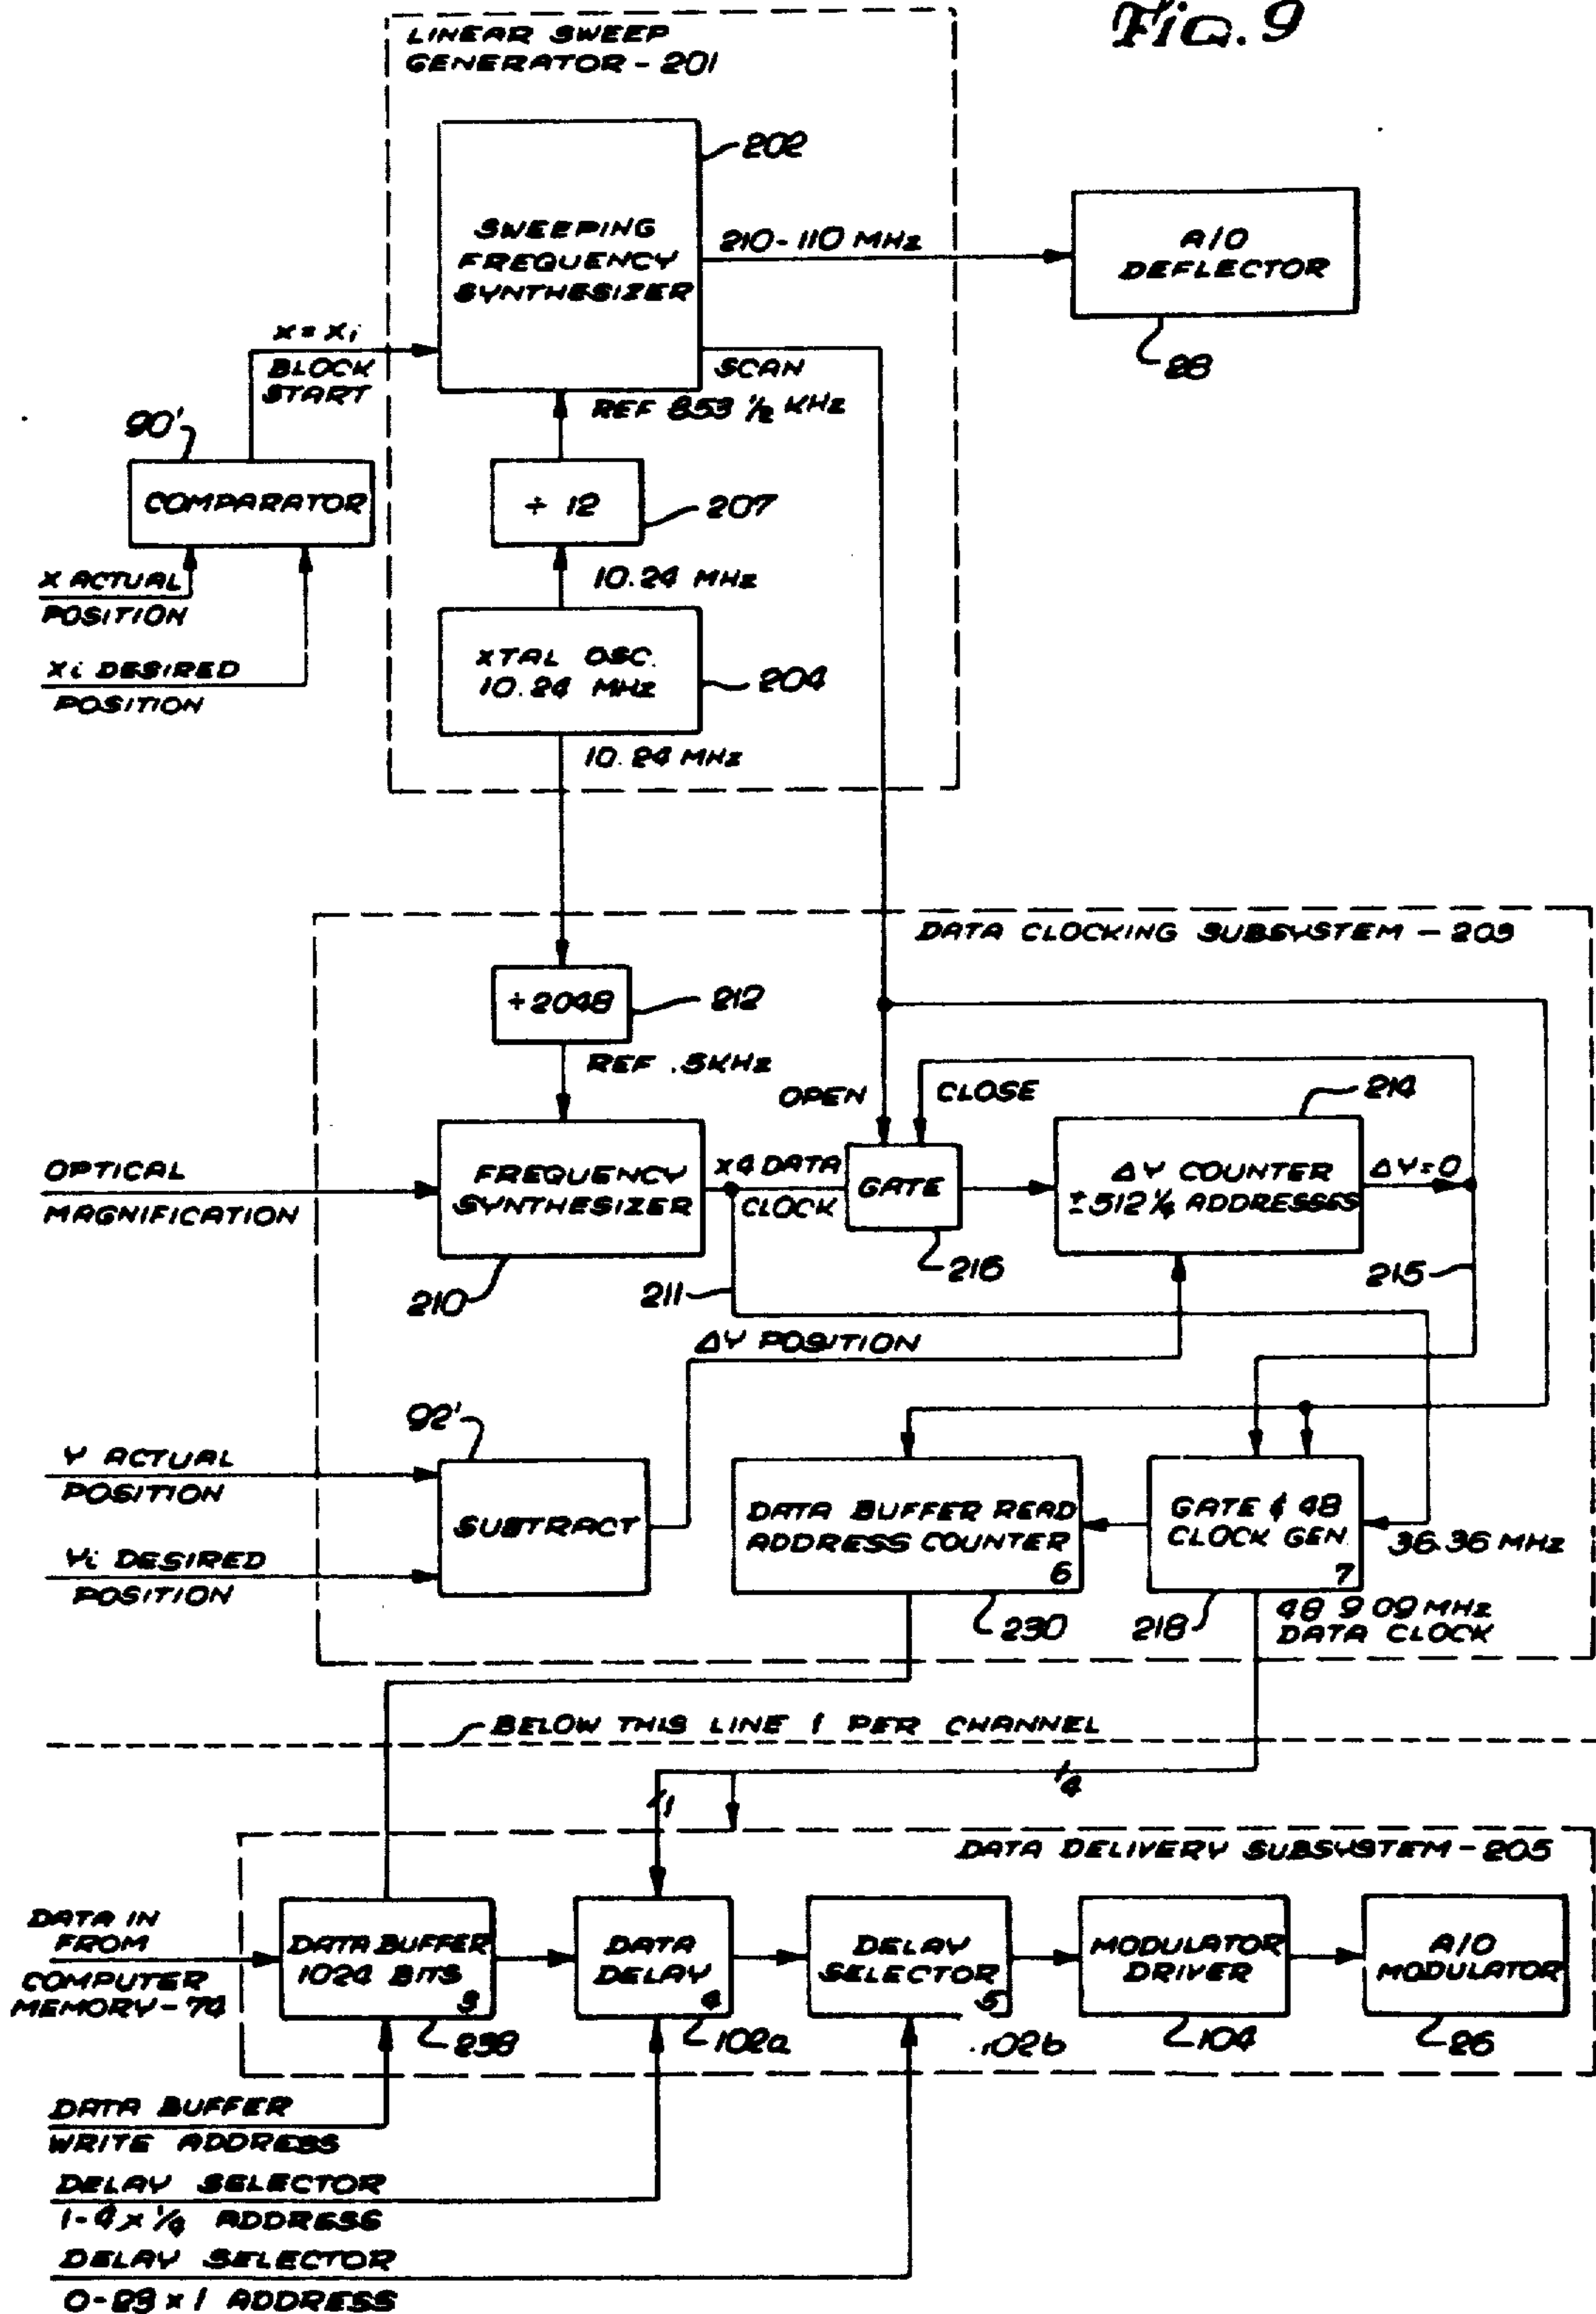 Fig. 9
LINEAR SWEEP
GENERATOR - 201
202
SWEEPING
FREQUENCY
SYNTHESIZER
210-110 MHz
A/O
DEFLECTOR
28
X = Xi
BLOCK
START
SCAN
REF 853 1/2 KHz
90'
COMPARATOR
÷ 12
207
X ACTUAL
POSITION
10.24 MHz
Xi DESIRED
POSITION
XTAL OSC.
10.24 MHz
204
10.24 MHz
DATA CLOCKING SUBSYSTEM - 203
÷2048
212
REF .5KHz
OPEN
CLOSE
214
OPTICAL
MAGNIFICATION
FREQUENCY
SYNTHESIZER
X4 DATA
CLOCK
GATE
ΔY COUNTER
±512 1/4 ADDRESSES
ΔY=0
210
211
216
215
ΔY POSITION
92'
Y ACTUAL
POSITION
SUBTRACT
DATA BUFFER READ
ADDRESS COUNTER
6
GATE & 4Ø
CLOCK GEN.
7
36.36 MHz
Yi DESIRED
POSITION
230
218
4Ø 9.09 MHz
DATA CLOCK
BELOW THIS LINE 1 PER CHANNEL
4
1
DATA DELIVERY SUBSYSTEM - 205
DATA IN
FROM
COMPUTER
MEMORY-74
DATA BUFFER
1024 BITS
3
DATA
DELAY
4
DELAY
SELECTOR
5
MODULATOR
DRIVER
A/O
MODULATOR
238
102a
102b
104
26
DATA BUFFER
WRITE ADDRESS
DELAY SELECTOR
1-4 x 1/4 ADDRESS
DELAY SELECTOR
0-23 x 1 ADDRESS